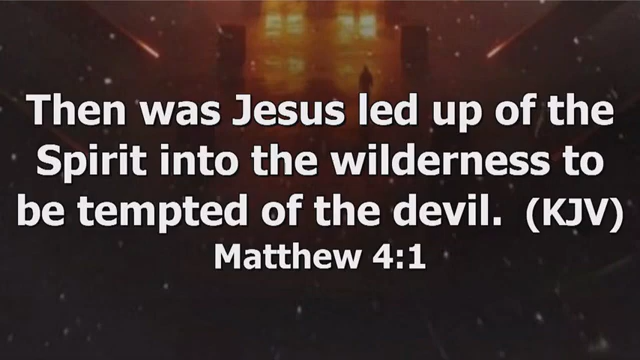 Then was Jesus led up of the
Spirit into the wilderness to
be tempted of the devil. (KJV)
Matthew 4:1